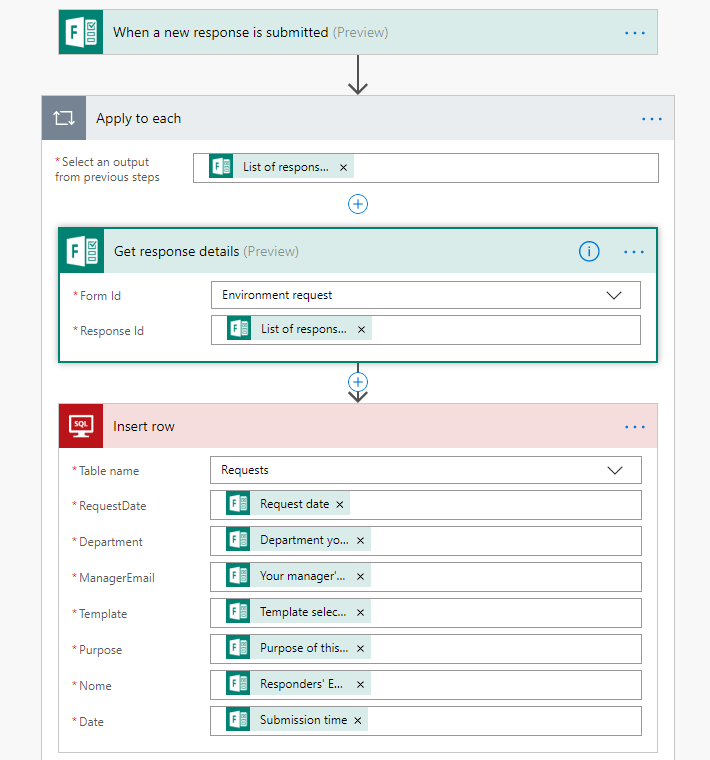 When a new response is submitted (Preview)
Apply to each
*Select an output
from previous steps
List of respons...
Get response details (Preview)
*Form Id
Environment request
*Response Id
List of respons...
SQL
Insert row
*Table name
Requests
*RequestDate
Request date
*Department
Department yo...
*ManagerEmail
Your manager'...
*Template
Template selec...
*Purpose
Purpose of this...
*Nome
Responders' E...
*Date
Submission time